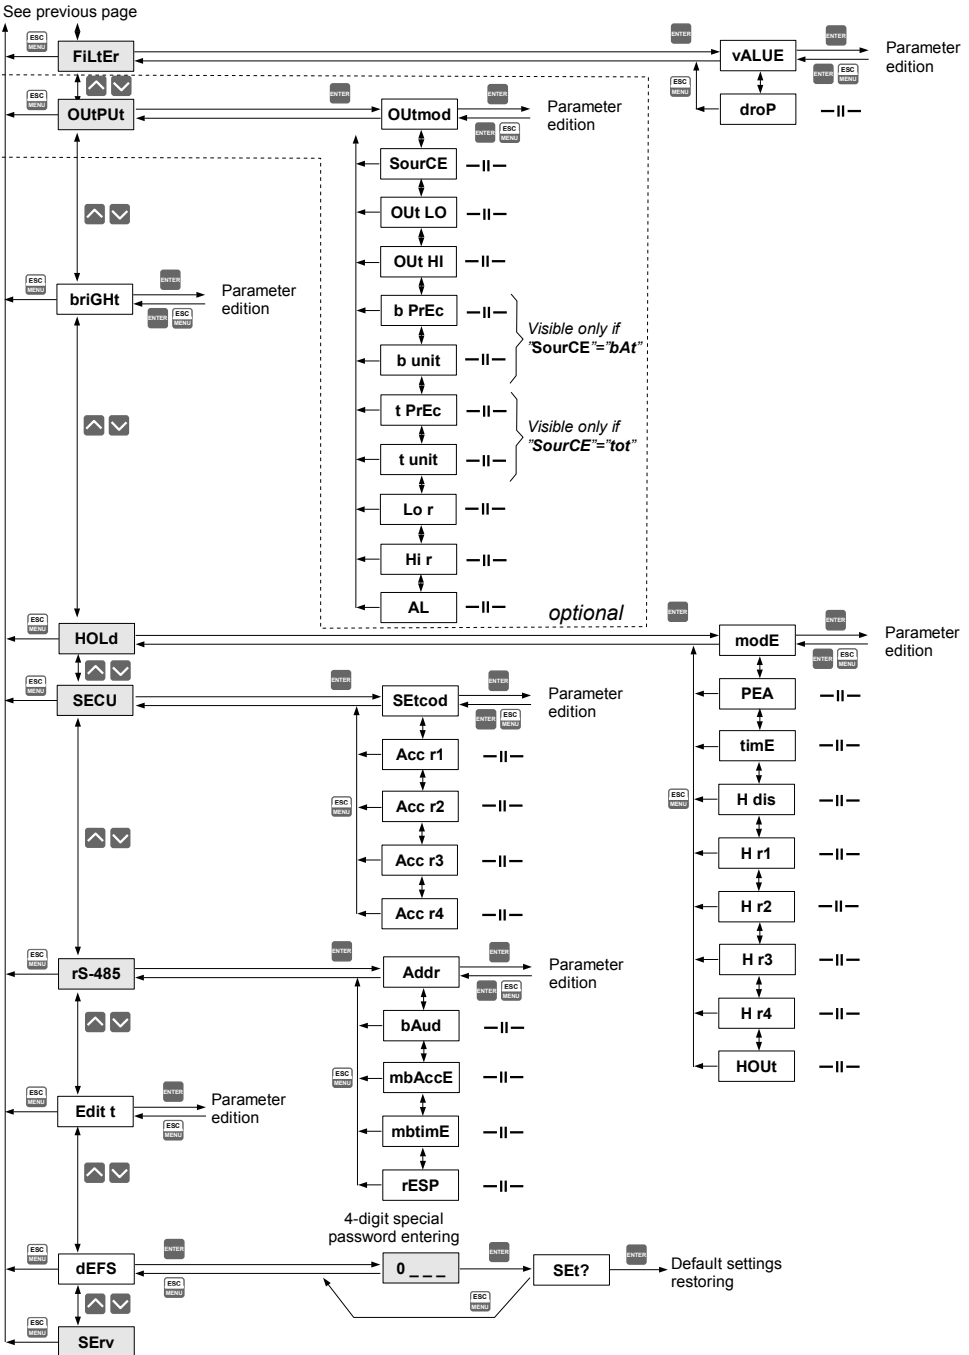 See previous page
ESC
MENU
FiLtEr
ENTER
vALUE
ENTER
ENTER
ESC
MENU
Parameter
edition
ESC
MENU
droP
–II–
ESC
MENU
OUtPUt
ENTER
OUtmod
ENTER
ENTER
ESC
MENU
Parameter
edition
SourCE
–II–
OUt LO
–II–
OUt HI
–II–
b PrEc
–II–
b unit
–II–
Visible only if
"SourCE"="bAt"
t PrEc
–II–
t unit
–II–
Visible only if
"SourCE"="tot"
Lo r
–II–
Hi r
–II–
AL
–II–
optional
ESC
MENU
briGHt
ENTER
ENTER
ESC
MENU
Parameter
edition
ESC
MENU
HOLd
ENTER
modE
ENTER
ENTER
ESC
MENU
Parameter
edition
PEA
–II–
timE
–II–
ESC
MENU
H dis
–II–
H r1
–II–
H r2
–II–
H r3
–II–
H r4
–II–
HOUt
–II–
ESC
MENU
SECU
ENTER
SEtcod
ENTER
ENTER
ESC
MENU
Parameter
edition
Acc r1
–II–
ESC
MENU
Acc r2
–II–
Acc r3
–II–
Acc r4
–II–
ESC
MENU
rS-485
ENTER
Addr
ENTER
ENTER
ESC
MENU
Parameter
edition
bAud
–II–
ESC
MENU
mbAccE
–II–
mbtimE
–II–
rESP
–II–
ESC
MENU
Edit t
ENTER
ESC
MENU
Parameter
edition
4-digit special
password entering
ESC
MENU
dEFS
ENTER
ESC
MENU
0 _ _ _
ENTER
SEt?
ENTER
ESC
MENU
Default settings
restoring
ESC
MENU
SErv